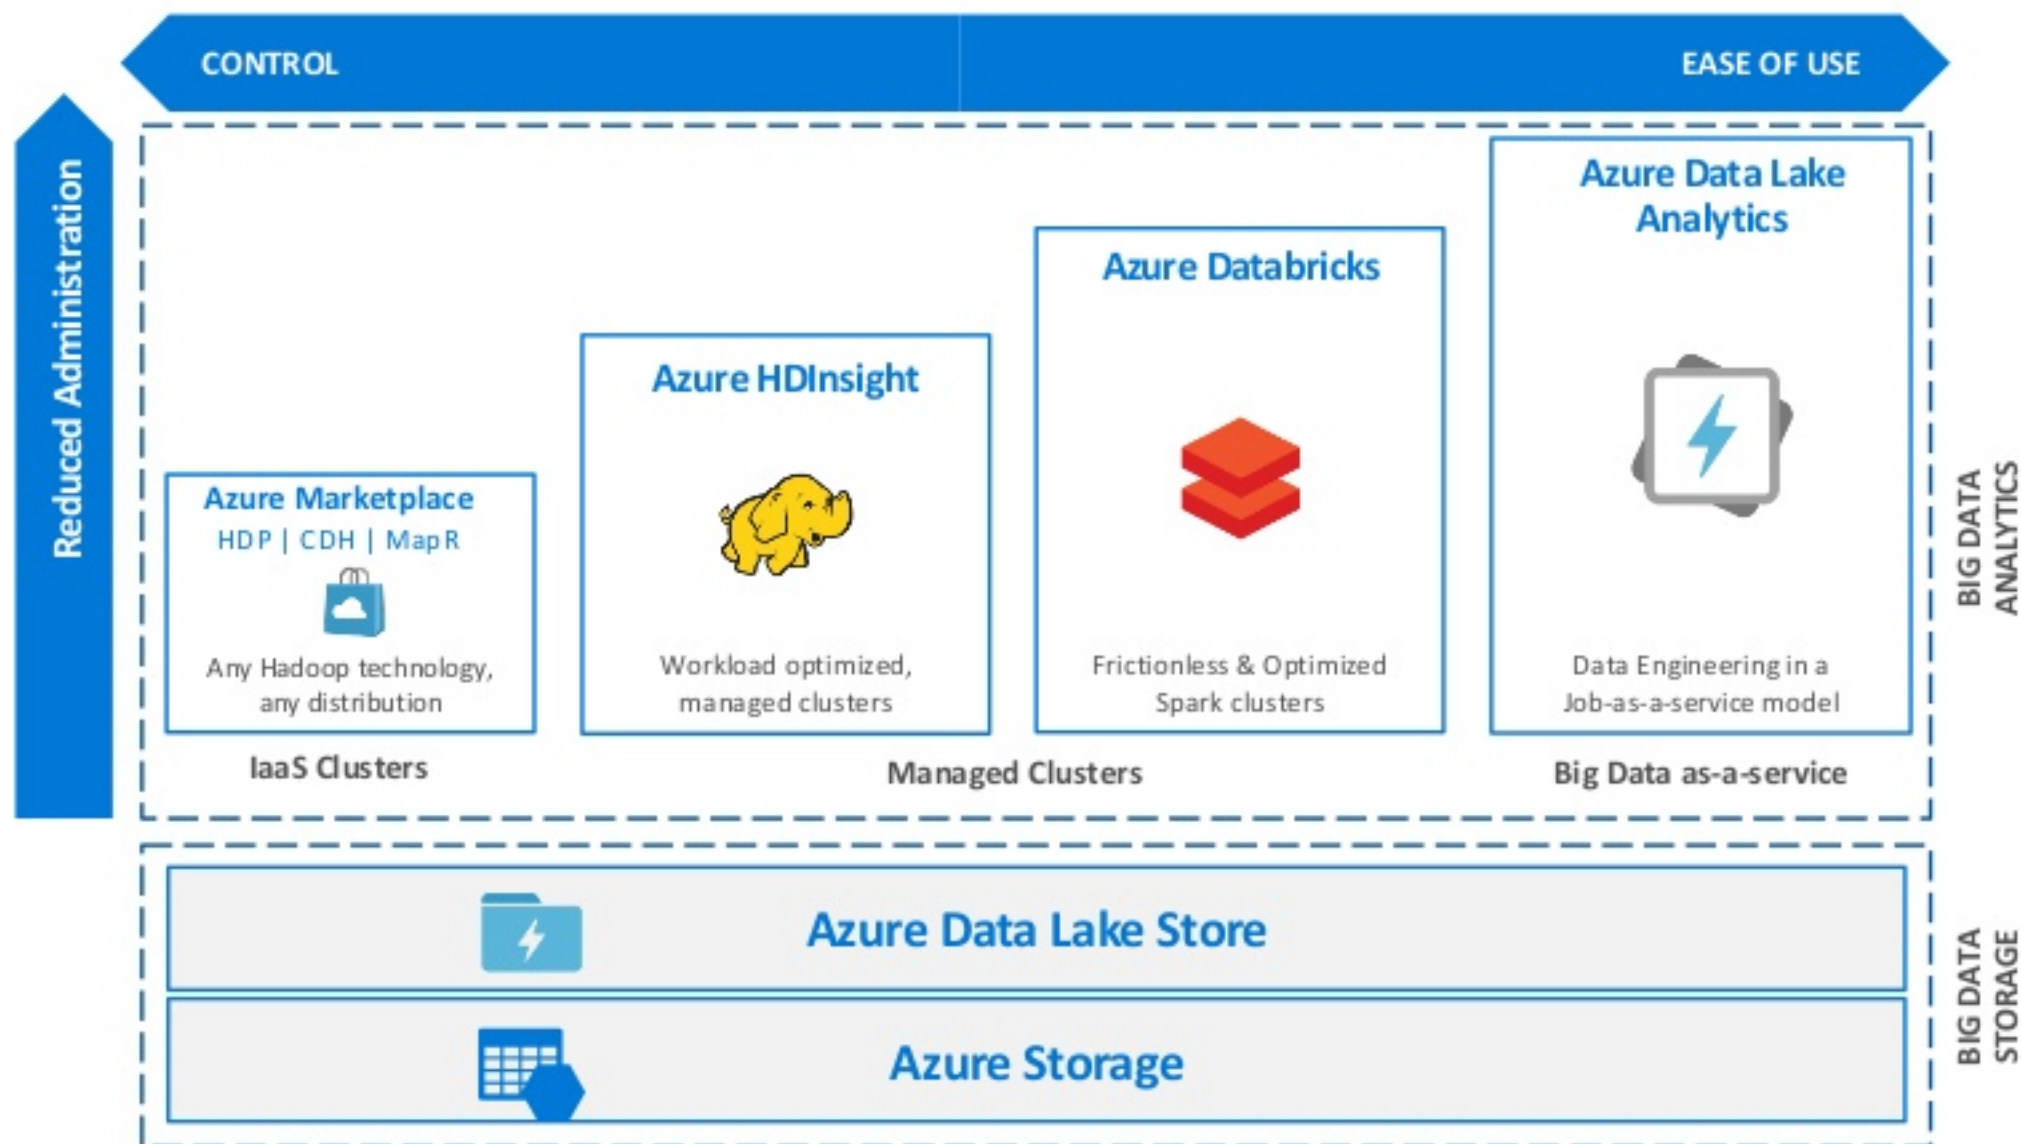 CONTROL
EASE OF USE
Reduced Administration
Azure Marketplace
HDP | CDH | MapR
Any Hadoop technology,
any distribution
IaaS Clusters
Azure HDInsight
Workload optimized,
managed clusters
Azure Databricks
Frictionless & Optimized
Spark clusters
Managed Clusters
Azure Data Lake
Analytics
Data Engineering in a
Job-as-a-service model
Big Data as-a-service
BIG DATA
ANALYTICS
Azure Data Lake Store
Azure Storage
BIG DATA
STORAGE